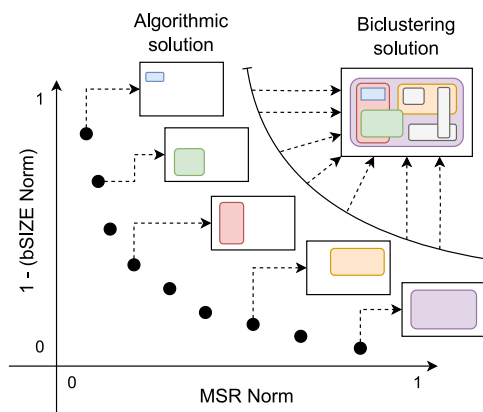 Algorithmic
solution
Biclustering
solution
1
1 - (bSIZE Norm)
0
0
1
MSR Norm